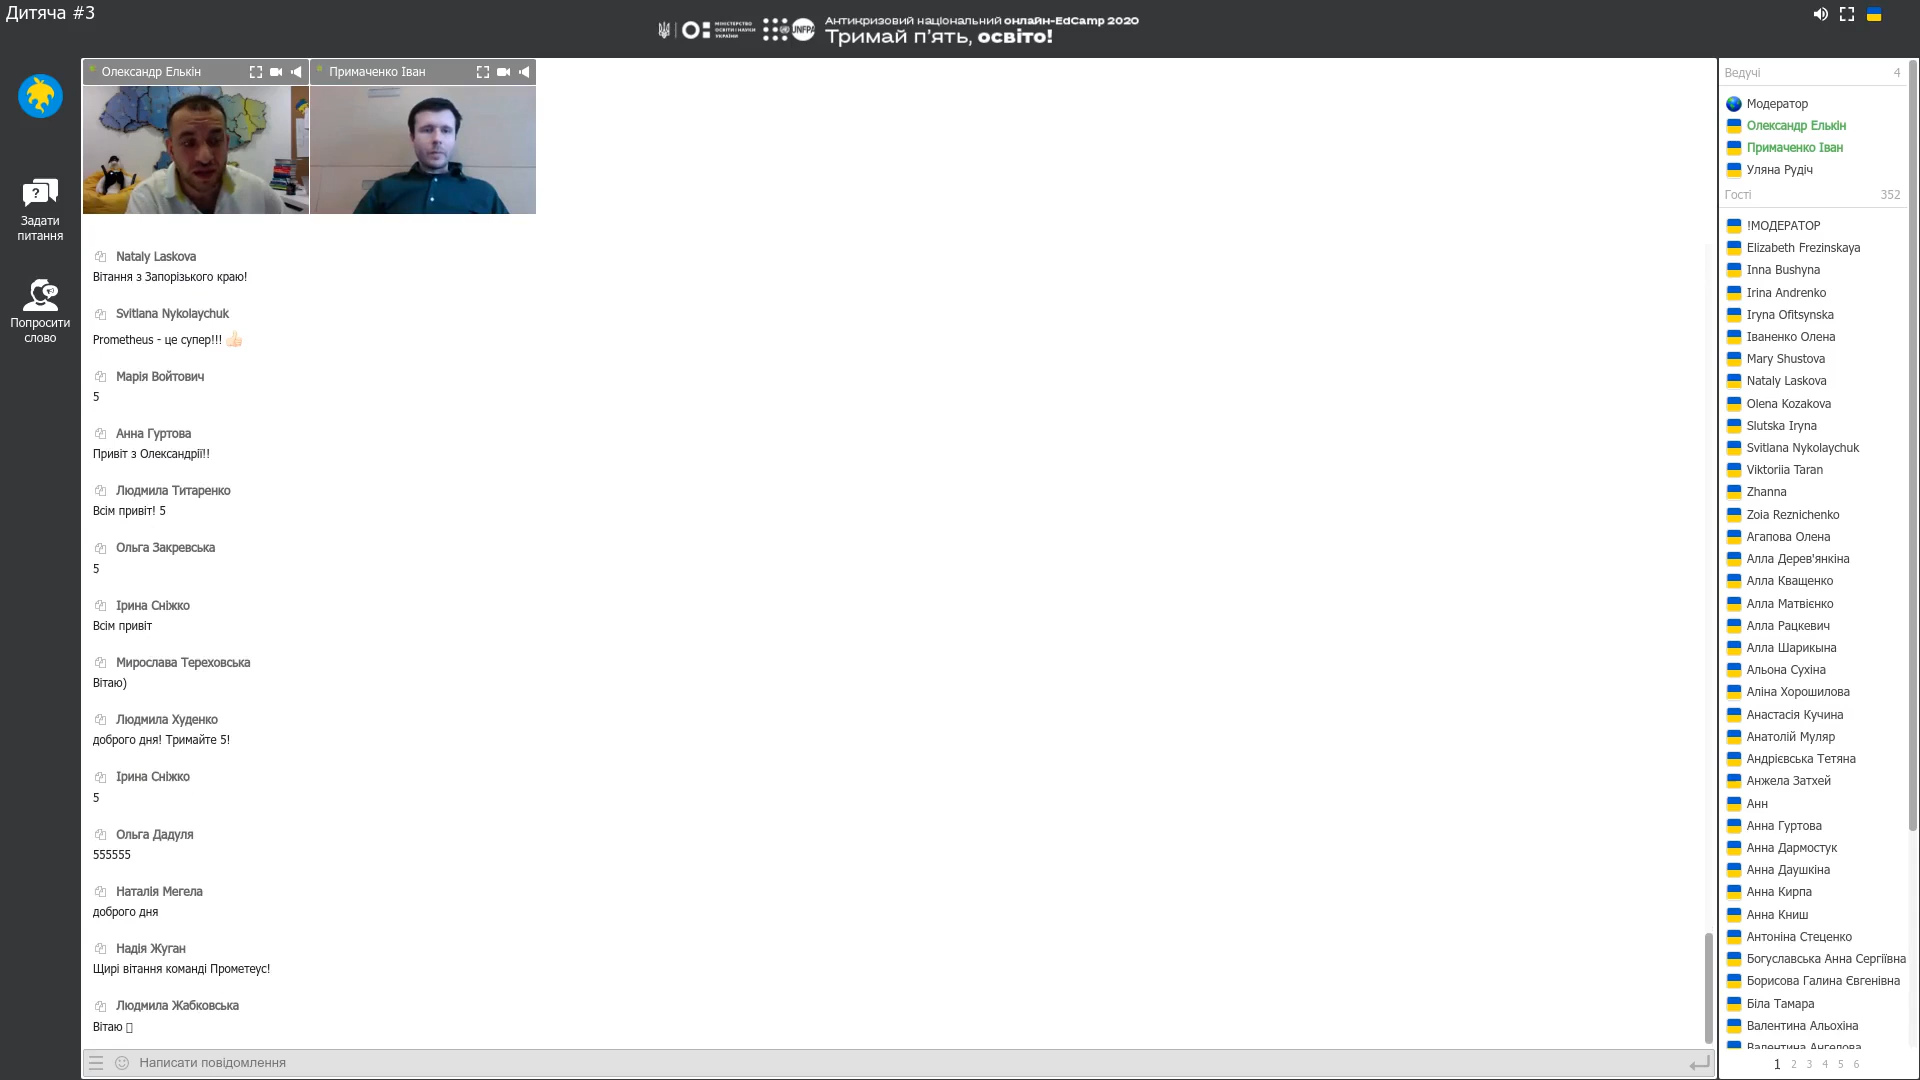 Дитяча #3
МІНІСТЕРСТВО
ОСВІТИ І НАУКИ
УКРАЇНИ
UNFPA
Антикризовий національний онлайн-EdCamp 2020
Тримай п'ять, освіто!
Задати
питання
Попросити
слово
Олександр Елькін
Примаченко Іван
Nataly Laskova
Вітання з Запорізького краю!
Svitlana Nykolaychuk
Prometheus - це супер!!! 👍🏻
Марія Войтович
5
Анна Гуртова
Привіт з Олександрії!!
Людмила Титаренко
Всім привіт! 5
Ольга Закревська
5
Ірина Сніжко
Всім привіт
Мирослава Тереховська
Вітаю)
Людмила Худенко
доброго дня! Тримайте 5!
Ірина Сніжко
5
Ольга Дадуля
555555
Наталія Мегела
доброго дня
Надія Жуган
Щирі вітання команді Прометеус!
Людмила Жабковська
Вітаю
Написати повідомлення
Ведучі 4
Модератор
Олександр Елькін
Примаченко Іван
Уляна Рудіч
Гості 352
!МОДЕРАТОР
Elizabeth Frezinskaya
Inna Bushyna
Irina Andrenko
Iryna Ofitsynska
Іваненко Олена
Mary Shustova
Nataly Laskova
Olena Kozakova
Slutska Iryna
Svitlana Nykolaychuk
Viktoriia Taran
Zhanna
Zoia Reznichenko
Агапова Олена
Алла Дерев'янкіна
Алла Кващенко
Алла Матвієнко
Алла Рацкевич
Алла Шарикына
Альона Сухіна
Аліна Хорошилова
Анастасія Кучина
Анатолій Муляр
Андрієвська Тетяна
Анжела Затхей
Анн
Анна Гуртова
Анна Дармостук
Анна Даушкіна
Анна Кирпа
Анна Книш
Антоніна Стеценко
Богуславська Анна Сергіївна
Борисова Галина Євгенівна
Біла Тамара
Валентина Альохіна
Валентина Ангелова
1 2 3 4 5 6